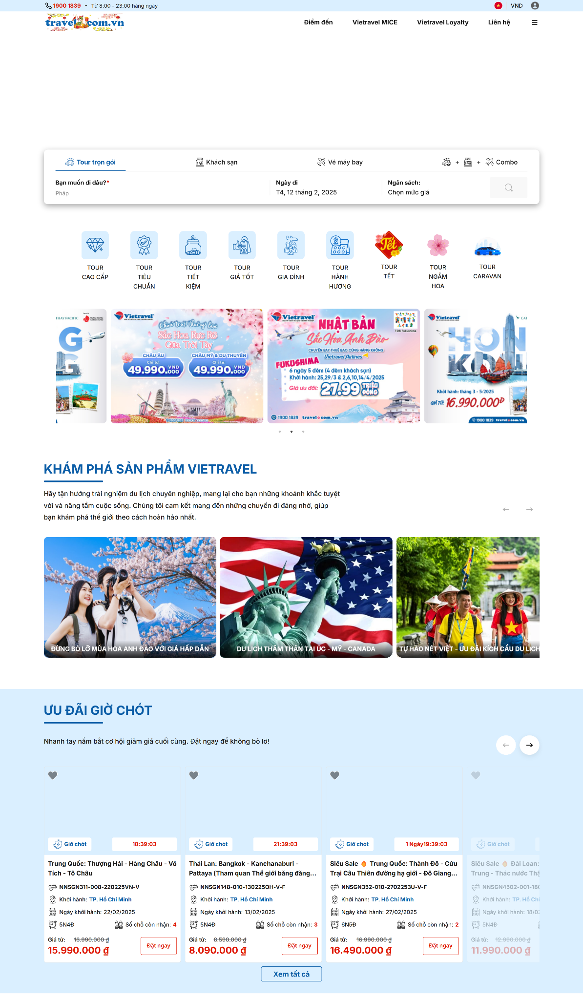 1900 1839 - Từ 8:00 - 23:00 hằng ngày
VND
travel.com.vn
Điểm đến
Vietravel MICE
Vietravel Loyalty
Liên hệ
Tour trọn gói
Khách sạn
Vé máy bay
+ + Combo
Bạn muốn đi đâu?*
Pháp
Ngày đi
T4, 12 tháng 2, 2025
Ngân sách:
Chọn mức giá
TOUR
CAO CẤP
TOUR
TIÊU
CHUẨN
TOUR
TIẾT
KIỆM
TOUR
GIÁ TỐT
TOUR
GIA ĐÌNH
TOUR
HÀNH
HƯƠNG
Tết
TOUR
TẾT
TOUR
NGẮM
HOA
TOUR
CARAVAN
THAY PACIFIC
G
G
Vietravel
Chùm tour Thưởng hoa
Sắc Hoa Rực Rỡ
Giữa Trời Tây
CHÂU ÂU
Chỉ từ:
49.990.000 VND
CHÂU MỸ & DU THUYỀN
Chỉ từ:
49.990.000 VND
1900 1839 travel.com.vn
Vietravel
Tỉnh Fukushima
NHẬT BẢN
Sắc Hoa Anh Đào
CHUYẾN BAY THUÊ BAO CÙNG HÀNG KHÔNG
Vietravel Airlines
FUKUSHIMA
6 ngày 5 đêm (4 đêm khách sạn)
Khởi hành: 25,29/3 & 2,6,10,14/4/2025
Giá ưu đãi: 27.99 TRIỆU ĐỒNG
1900 1839 travel.com.vn
Vietravel
HON
KON
Khởi hành: tháng 3 - 5/2025
GIÁ TỪ: 16.990.000Đ
1900 1839 travel.com.vn
KHÁM PHÁ SẢN PHẨM VIETRAVEL
Hãy tận hưởng trải nghiệm du lịch chuyên nghiệp, mang lại cho bạn những khoảnh khắc tuyệt
vời và nâng tầm cuộc sống. Chúng tôi cam kết mang đến những chuyến đi đáng nhớ, giúp
bạn khám phá thế giới theo cách hoàn hảo nhất.
ĐỪNG BỎ LỠ MÙA HOA ANH ĐÀO VỚI GIÁ HẤP DẪN
DU LỊCH THĂM THÂN TẠI ÚC - MỸ - CANADA
TỰ HÀO NÉT VIỆT - ƯU ĐÃI KÍCH CẦU DU LỊCH
ƯU ĐÃI GIỜ CHÓT
Nhanh tay nắm bắt cơ hội giảm giá cuối cùng. Đặt ngay để không bỏ lỡ!
Giờ chót
18:39:03
Trung Quốc: Thượng Hải - Hàng Châu - Vô
Tích - Tô Châu
NNSGN311-008-220225VN-V
Khởi hành: TP. Hồ Chí Minh
Ngày khởi hành: 22/02/2025
5N4Đ
Số chỗ còn nhận: 4
Giá từ: 16.990.000 ₫
15.990.000 ₫
Đặt ngay
Giờ chót
21:39:03
Thái Lan: Bangkok - Kanchanaburi -
Pattaya (Tham quan Thế giới băng đăng...
NNSGN148-010-130225QH-V-F
Khởi hành: TP. Hồ Chí Minh
Ngày khởi hành: 13/02/2025
5N4Đ
Số chỗ còn nhận: 3
Giá từ: 8.590.000 ₫
8.090.000 ₫
Đặt ngay
Giờ chót
1 Ngày19:39:03
Siêu Sale 🔥 Trung Quốc: Thành Đô - Cửu
Trại Câu Thiên đường hạ giới - Đô Giang...
NNSGN352-010-2702253U-V-F
Khởi hành: TP. Hồ Chí Minh
Ngày khởi hành: 27/02/2025
6N5Đ
Số chỗ còn nhận: 2
Giá từ: 16.990.000 ₫
16.490.000 ₫
Đặt ngay
Giờ chót
Siêu Sale 🔥 Đài Loan:
Trung - Thác nước Thậ
NNSGN4502-001-180
Khởi hành: TP. Hồ Chí
Ngày khởi hành: 18/02
5N4Đ
Giá từ: 12.990.000 ₫
11.990.000 ₫
Xem tất cả